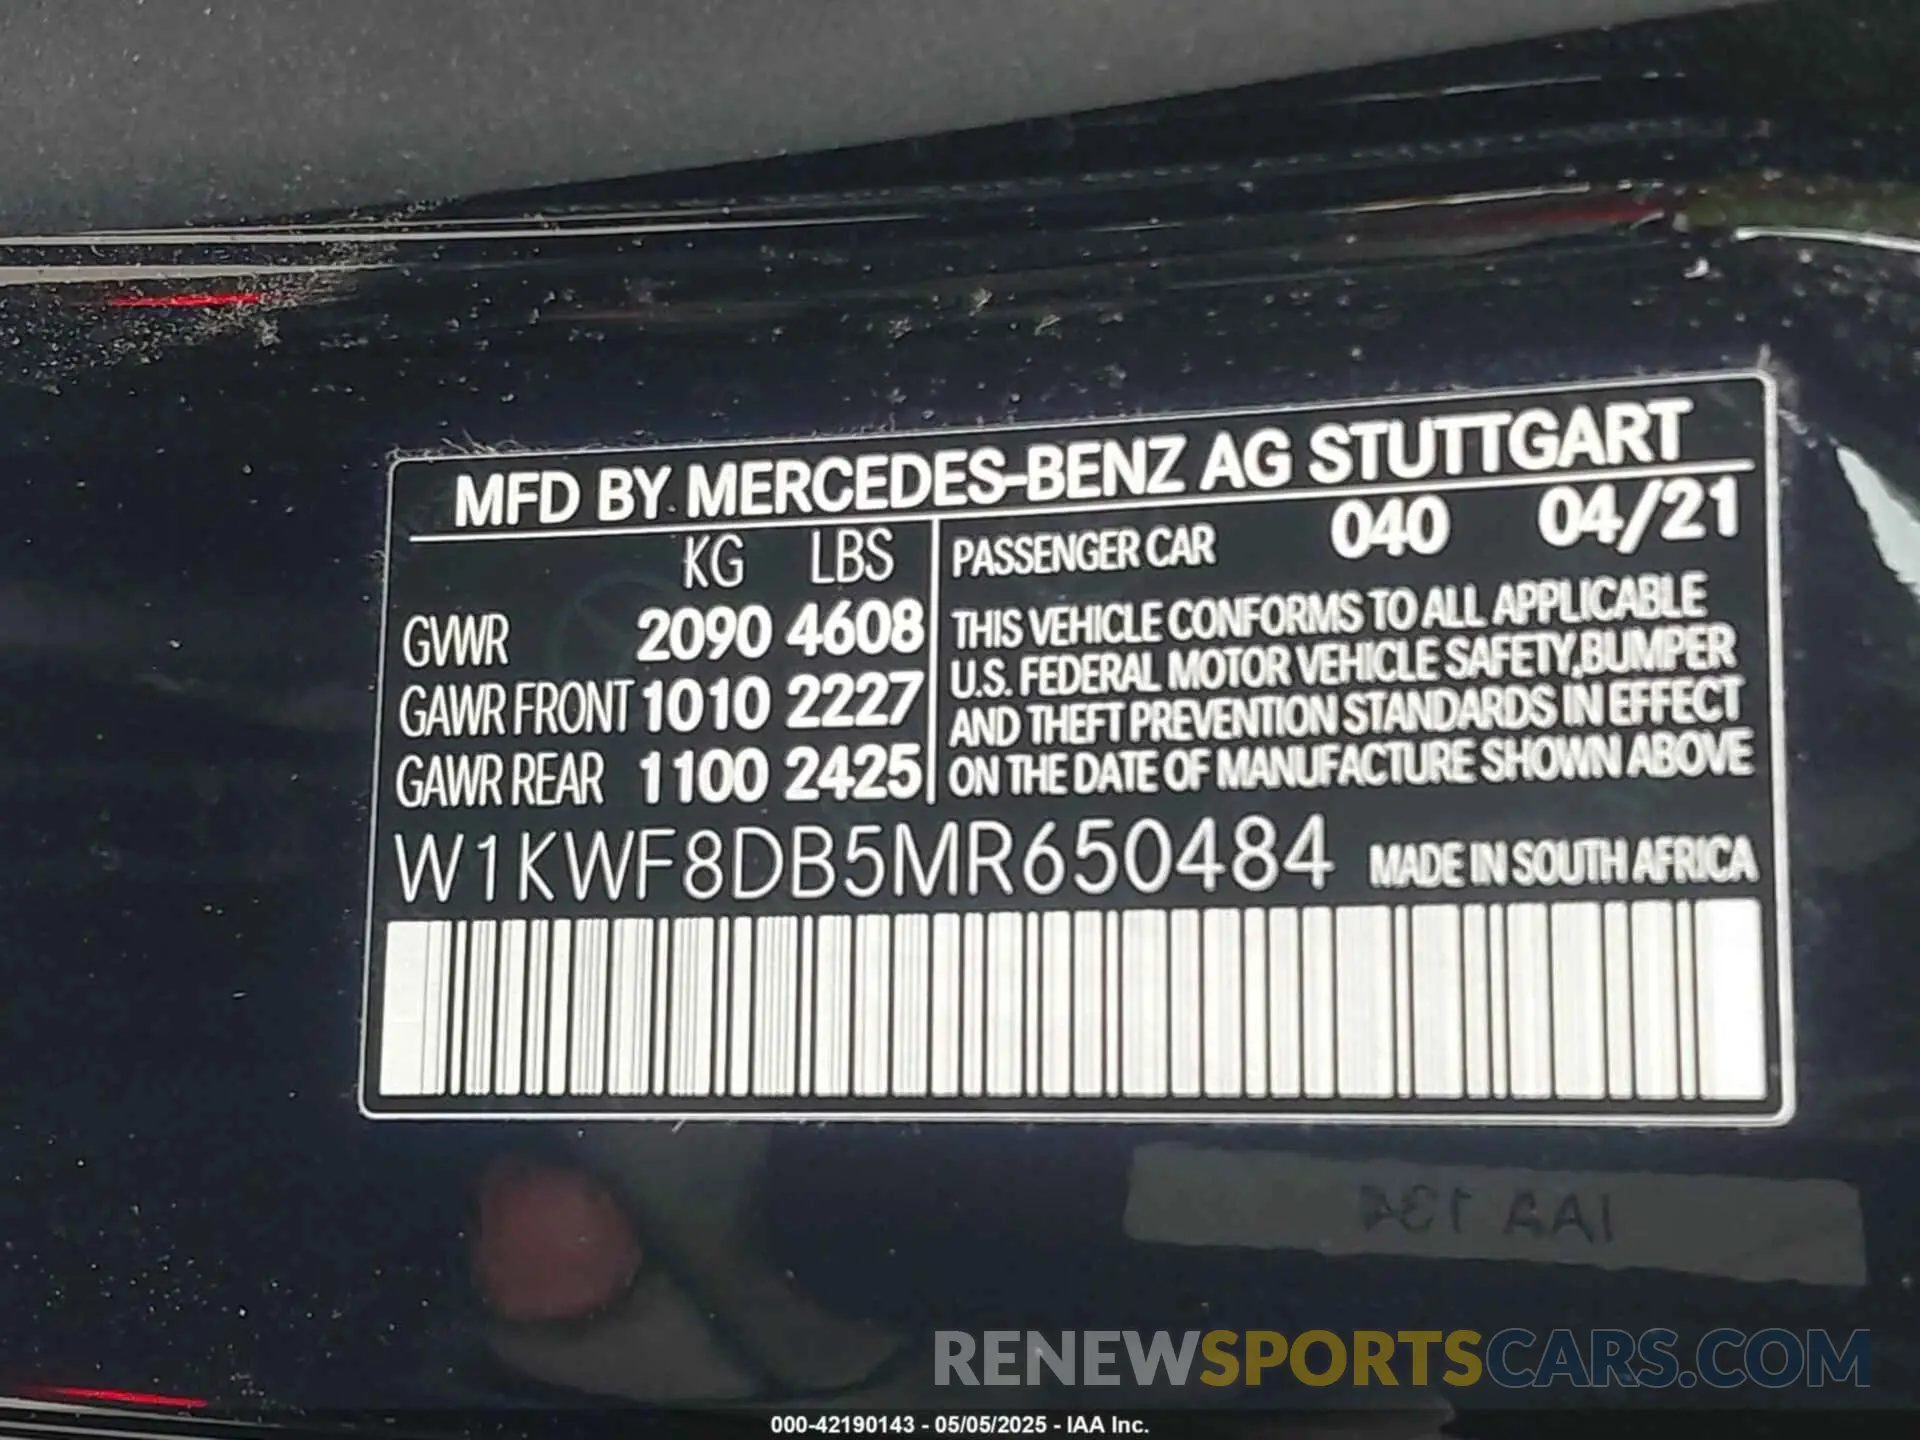 MFD BY MERCEDES-BENZ AG STUTTGART
KG LBS
GVWR 2090 4608
GAWR FRONT 1010 2227
GAWR REAR 1100 2425
PASSENGER CAR 040 04/21
THIS VEHICLE CONFORMS TO ALL APPLICABLE
U.S. FEDERAL MOTOR VEHICLE SAFETY,BUMPER
AND THEFT PREVENTION STANDARDS IN EFFECT
ON THE DATE OF MANUFACTURE SHOWN ABOVE
W1KWF8DB5MR650484 MADE IN SOUTH AFRICA
IAA 134
RENEWSPORTSCARS.COM
000-42190143 - 05/05/2025 - IAA Inc.